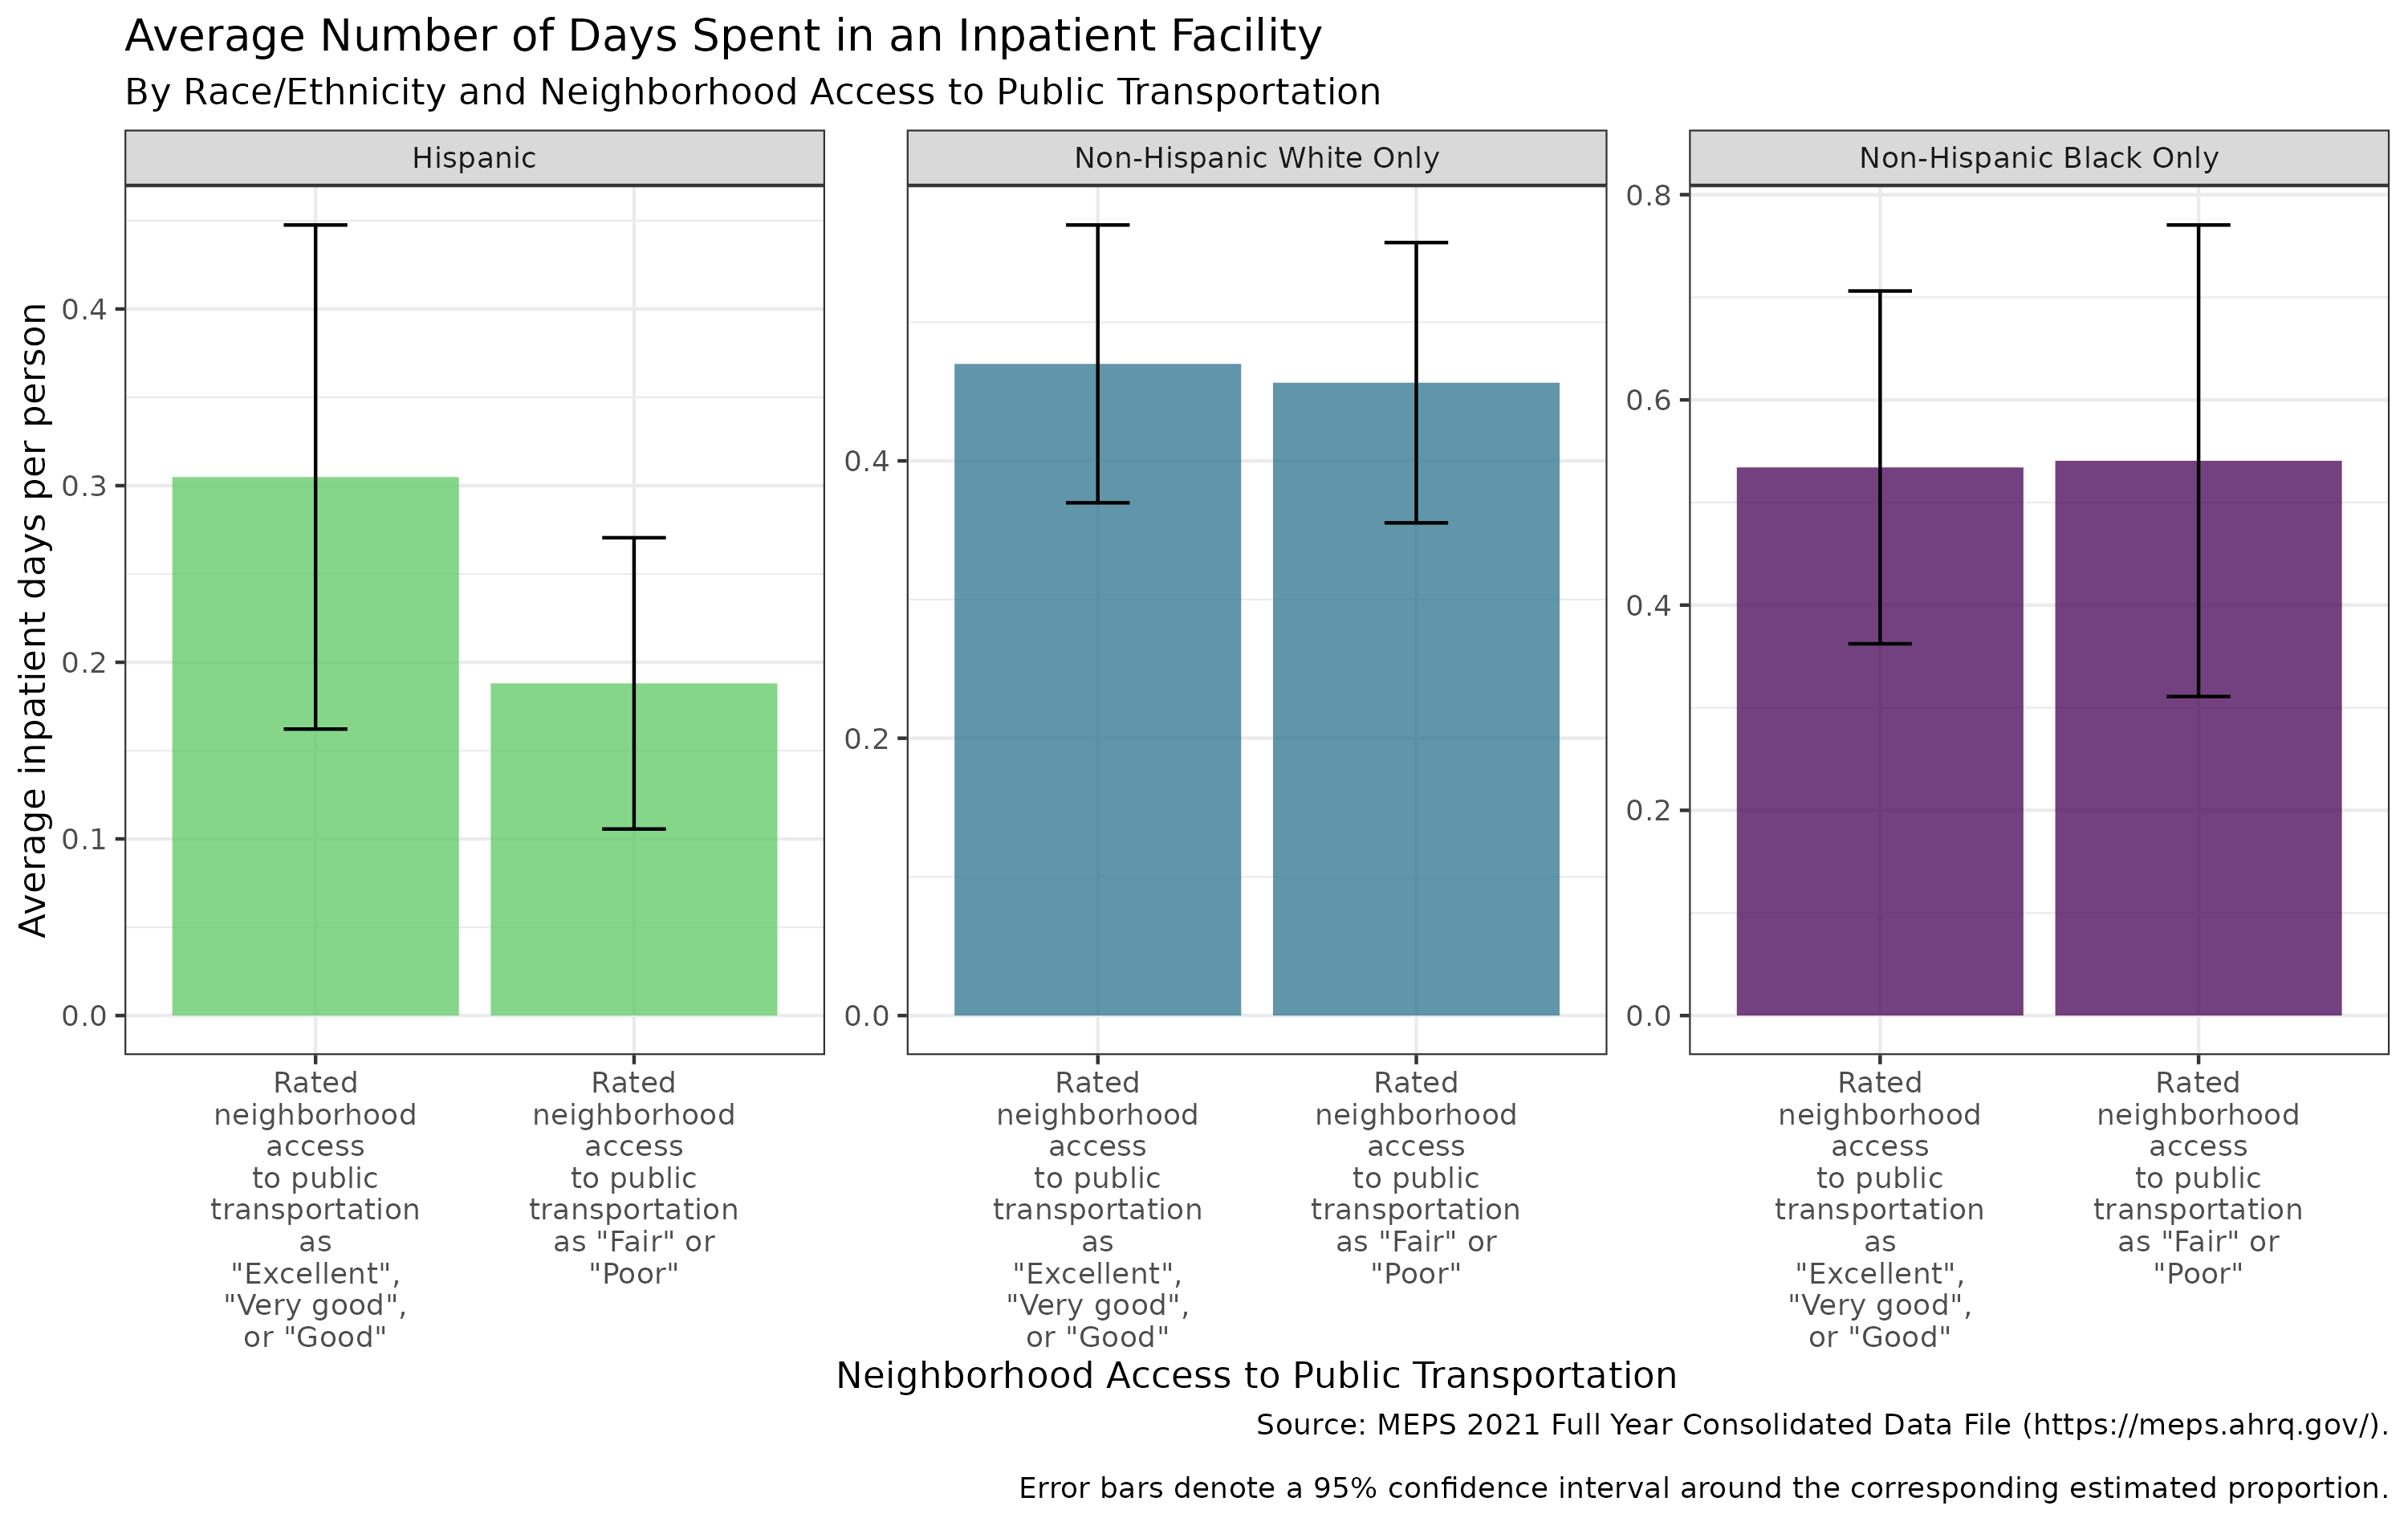 Average Number of Days Spent in an Inpatient Facility
By Race/Ethnicity and Neighborhood Access to Public Transportation
Average inpatient days per person
Hispanic
0.4
0.3
0.2
0.1
0.0
Rated
neighborhood
access
to public
transportation
as
"Excellent",
"Very good",
or "Good"
Rated
neighborhood
access
to public
transportation
as "Fair" or
"Poor"
Non-Hispanic White Only
0.4
0.2
0.0
Rated
neighborhood
access
to public
transportation
as
"Excellent",
"Very good",
or "Good"
Rated
neighborhood
access
to public
transportation
as "Fair" or
"Poor"
Non-Hispanic Black Only
0.8
0.6
0.4
0.2
0.0
Rated
neighborhood
access
to public
transportation
as
"Excellent",
"Very good",
or "Good"
Rated
neighborhood
access
to public
transportation
as "Fair" or
"Poor"
Neighborhood Access to Public Transportation
Source: MEPS 2021 Full Year Consolidated Data File (https://meps.ahrq.gov/).
Error bars denote a 95% confidence interval around the corresponding estimated proportion.